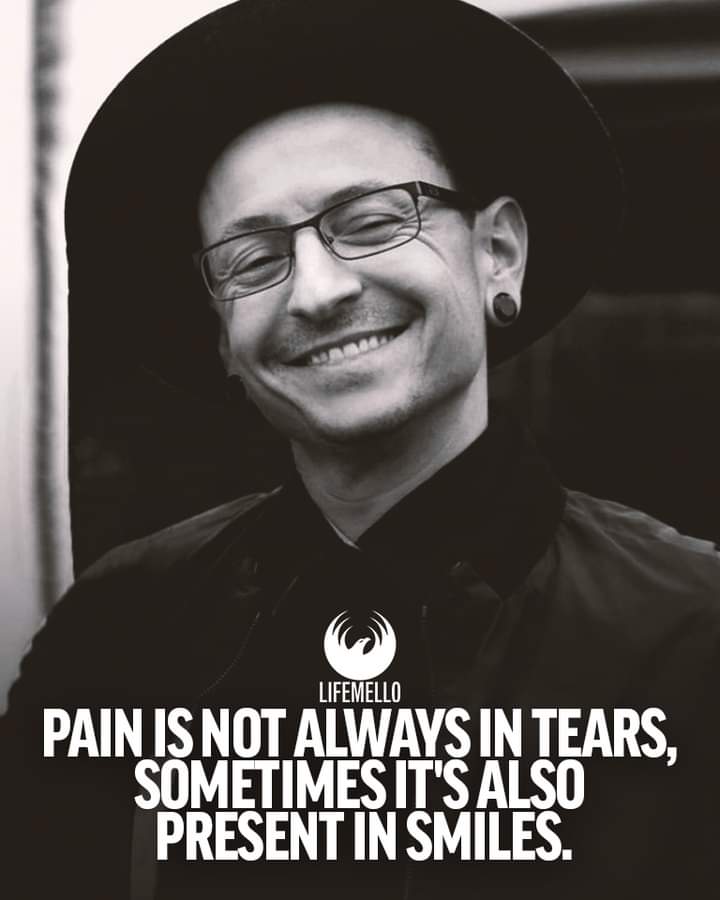 LIFEMELLO
PAIN IS NOT ALWAYS IN TEARS,
SOMETIMES IT'S ALSO
PRESENT IN SMILES.